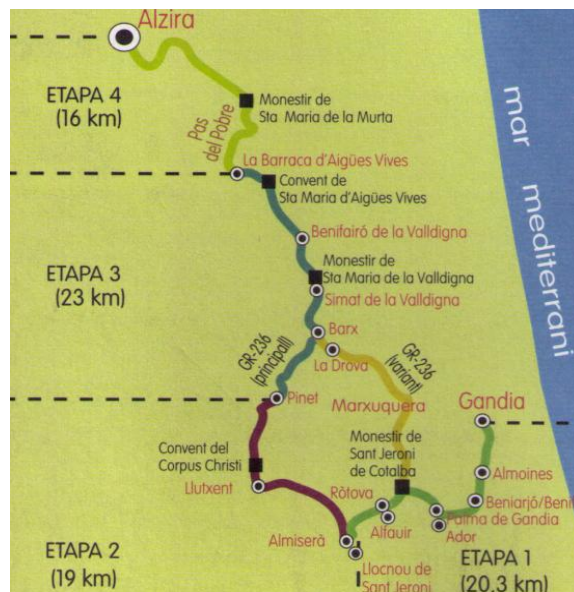 Alzira
ETAPA 4
(16 km)
Monestir de
Sta Maria de la Murta
Pas
del Pobre
La Barraca d'Aigües Vives
Convent de
Sta Maria d'Aigües Vives
mar mediterrani
Benifairó de la Valldigna
Monestir de
Sta Maria de la Valldigna
ETAPA 3
(23 km)
Simat de la Valldigna
Barx
GR-236
(principal)
La Drova
GR-236
(variant)
Pinet
Marxuquera
Gandia
Convent del
Corpus Christi
Monestir de
Sant Jeroni
de Cotalba
Llutxent
Almoines
Ròtova
Beniarjó/Beni
Alfauir
Palma de Gandia
Ador
Almiserà
ETAPA 2
(19 km)
Llocnou de
Sant Jeroni
ETAPA 1
(20,3 km)